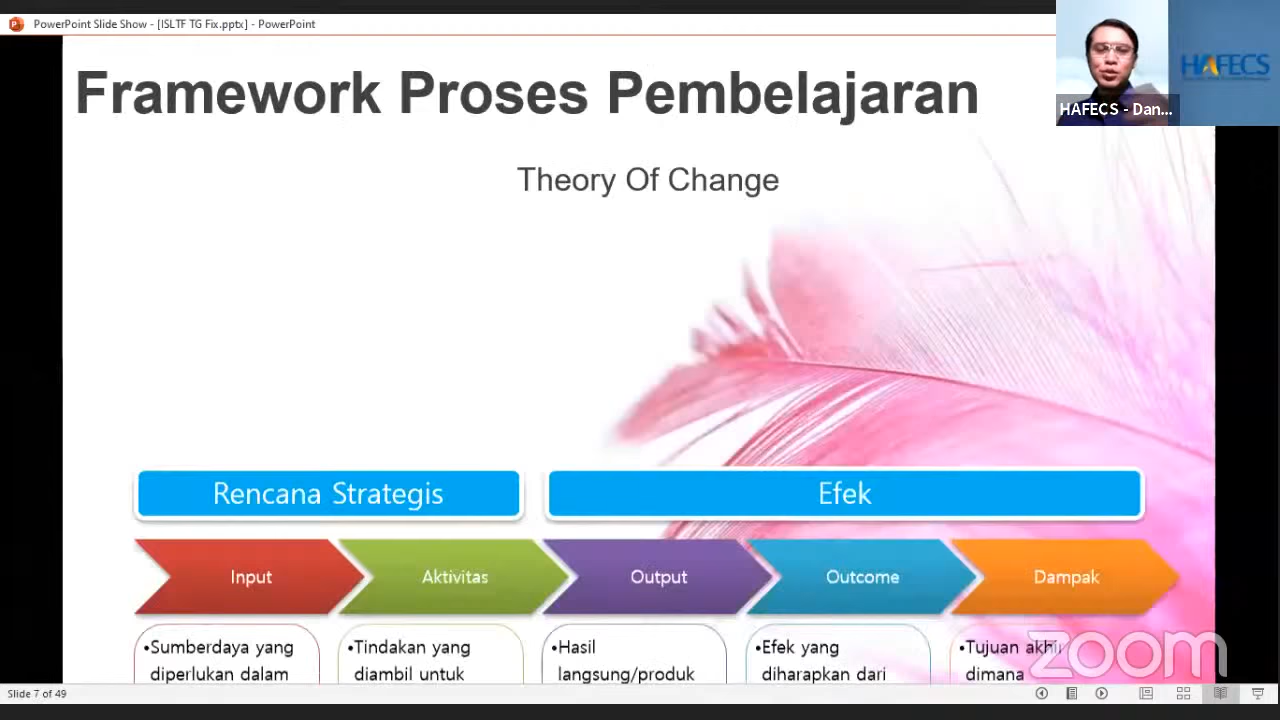 PowerPoint Slide Show - [ISLTF TG Fix.pptx] - PowerPoint
HAFECS
HAFECS - Dan...
Framework Proses Pembelajaran
Theory Of Change
Rencana Strategis
Efek
Input
Aktivitas
Output
Outcome
Dampak
•Sumberdaya yang
diperlukan dalam
•Tindakan yang
diambil untuk
•Hasil
langsung/produk
•Efek yang
diharapkan dari
•Tujuan akhir
dimana
zoom
Slide 7 of 49